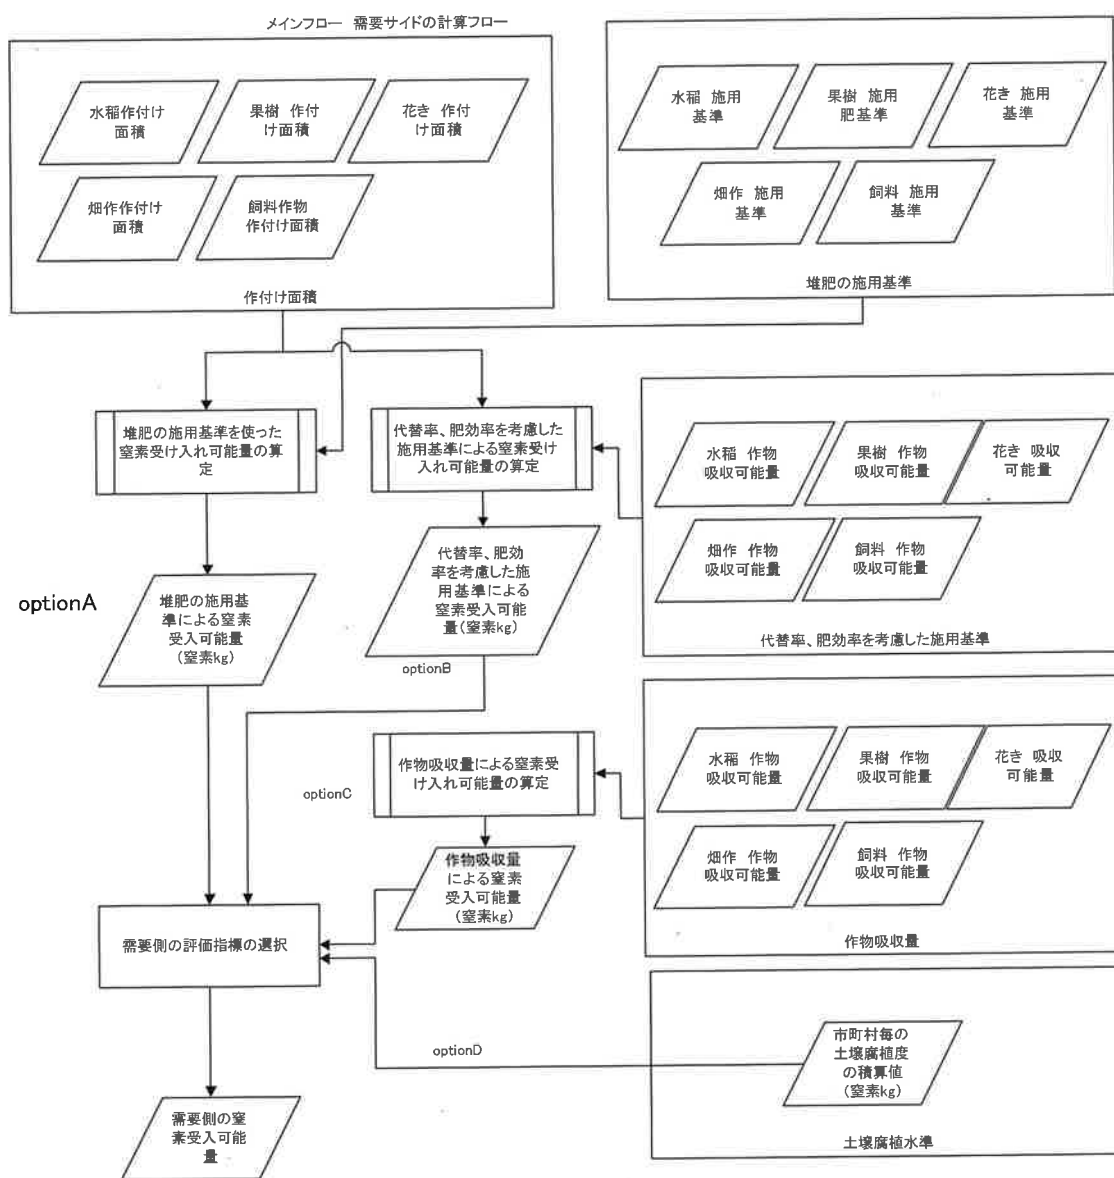 メインフロー 需要サイドの計算フロー
水稲作付け
面積
果樹 作付
け面積
花き 作付
け面積
畑作作付け
面積
飼料作物
作付け面積
作付け面積
水稲 施用
基準
果樹 施用
肥基準
花き 施用
基準
畑作 施用
基準
飼料 施用
基準
堆肥の施用基準
堆肥の施用基準を使った
窒素受け入れ可能量の算
定
代替率、肥効率を考慮した
施用基準による窒素受け
入れ可能量の算定
水稲 作物
吸収可能量
果樹 作物
吸収可能量
花き 吸収
可能量
畑作 作物
吸収可能量
飼料 作物
吸収可能量
代替率、肥効率を考慮した施用基準
optionA
堆肥の施用基
準による窒素
受入可能量
(窒素kg)
代替率、肥効
率を考慮した施
用基準による
窒素受入可能
量(窒素kg)
optionB
optionC
作物吸収量による窒素受
け入れ可能量の算定
水稲 作物
吸収可能量
果樹 作物
吸収可能量
花き 吸収
可能量
畑作 作物
吸収可能量
飼料 作物
吸収可能量
作物吸収量
作物吸収量
による窒素
受入可能量
(窒素kg)
需要側の評価指標の選択
optionD
市町村毎の
土壌腐植度
の積算値
(窒素kg)
土壌腐植水準
需要側の窒
素受入可能
量